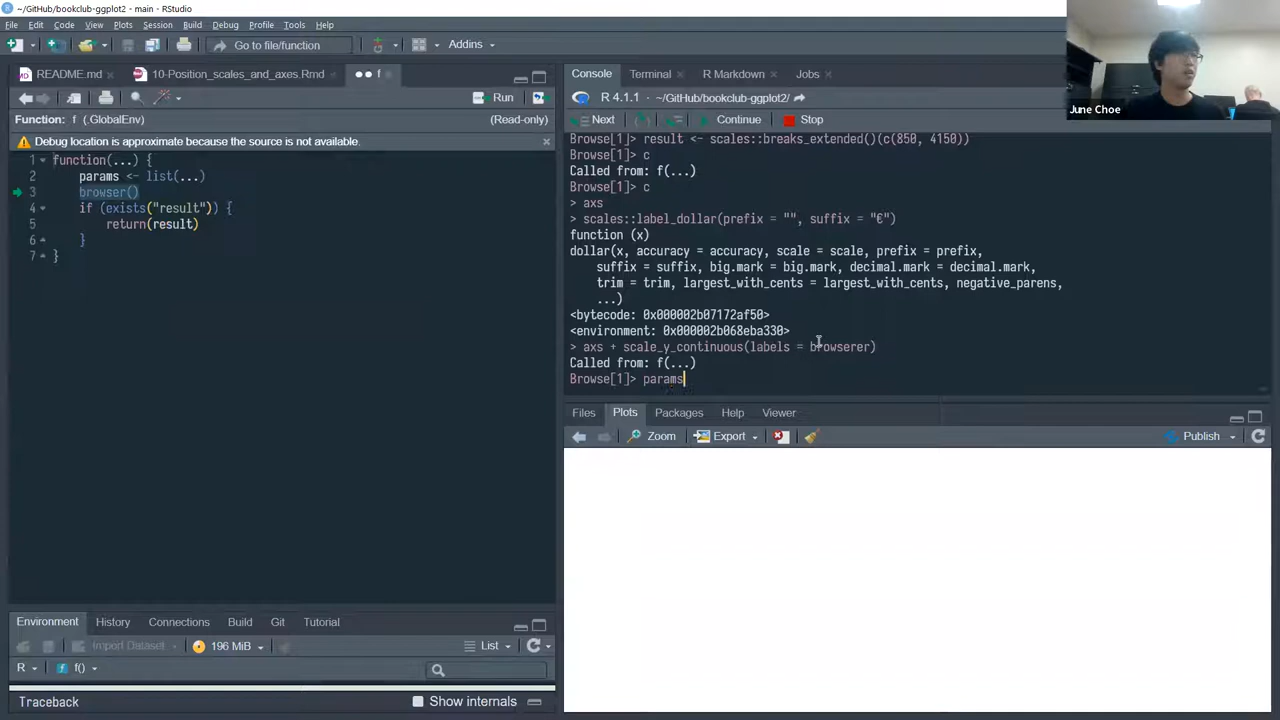 ~/GitHub/bookclub-ggplot2 - main - RStudio
File Edit Code View Plots Session Build Debug Profile Tools Help
Go to file/function Addins
README.md 10-Position_scales_and_axes.Rmd f
Run
Function: f (.GlobalEnv) (Read-only)
Debug location is approximate because the source is not available.
1 function(...) {
2 params <- list(...)
3 browser()
4 if (exists("result")) {
5 return(result)
6 }
7 }
Environment History Connections Build Git Tutorial
Import Dataset 196 MiB List
R f()
Traceback Show internals
Console Terminal R Markdown Jobs
R 4.1.1 · ~/GitHub/bookclub-ggplot2/
Next Continue Stop
Browse[1]> result <- scales::breaks_extended()(c(850, 4150))
Browse[1]> c
Called from: f(...)
Browse[1]> c
> axs
> scales::label_dollar(prefix = "", suffix = "€")
function (x)
dollar(x, accuracy = accuracy, scale = scale, prefix = prefix,
suffix = suffix, big.mark = big.mark, decimal.mark = decimal.mark,
trim = trim, largest_with_cents = largest_with_cents, negative_parens,
...)
<bytecode: 0x000002b07172af50>
<environment: 0x000002b068eba330>
> axs + scale_y_continuous(labels = browserer)
Called from: f(...)
Browse[1]> params
Files Plots Packages Help Viewer
Zoom Export Publish
June Choe